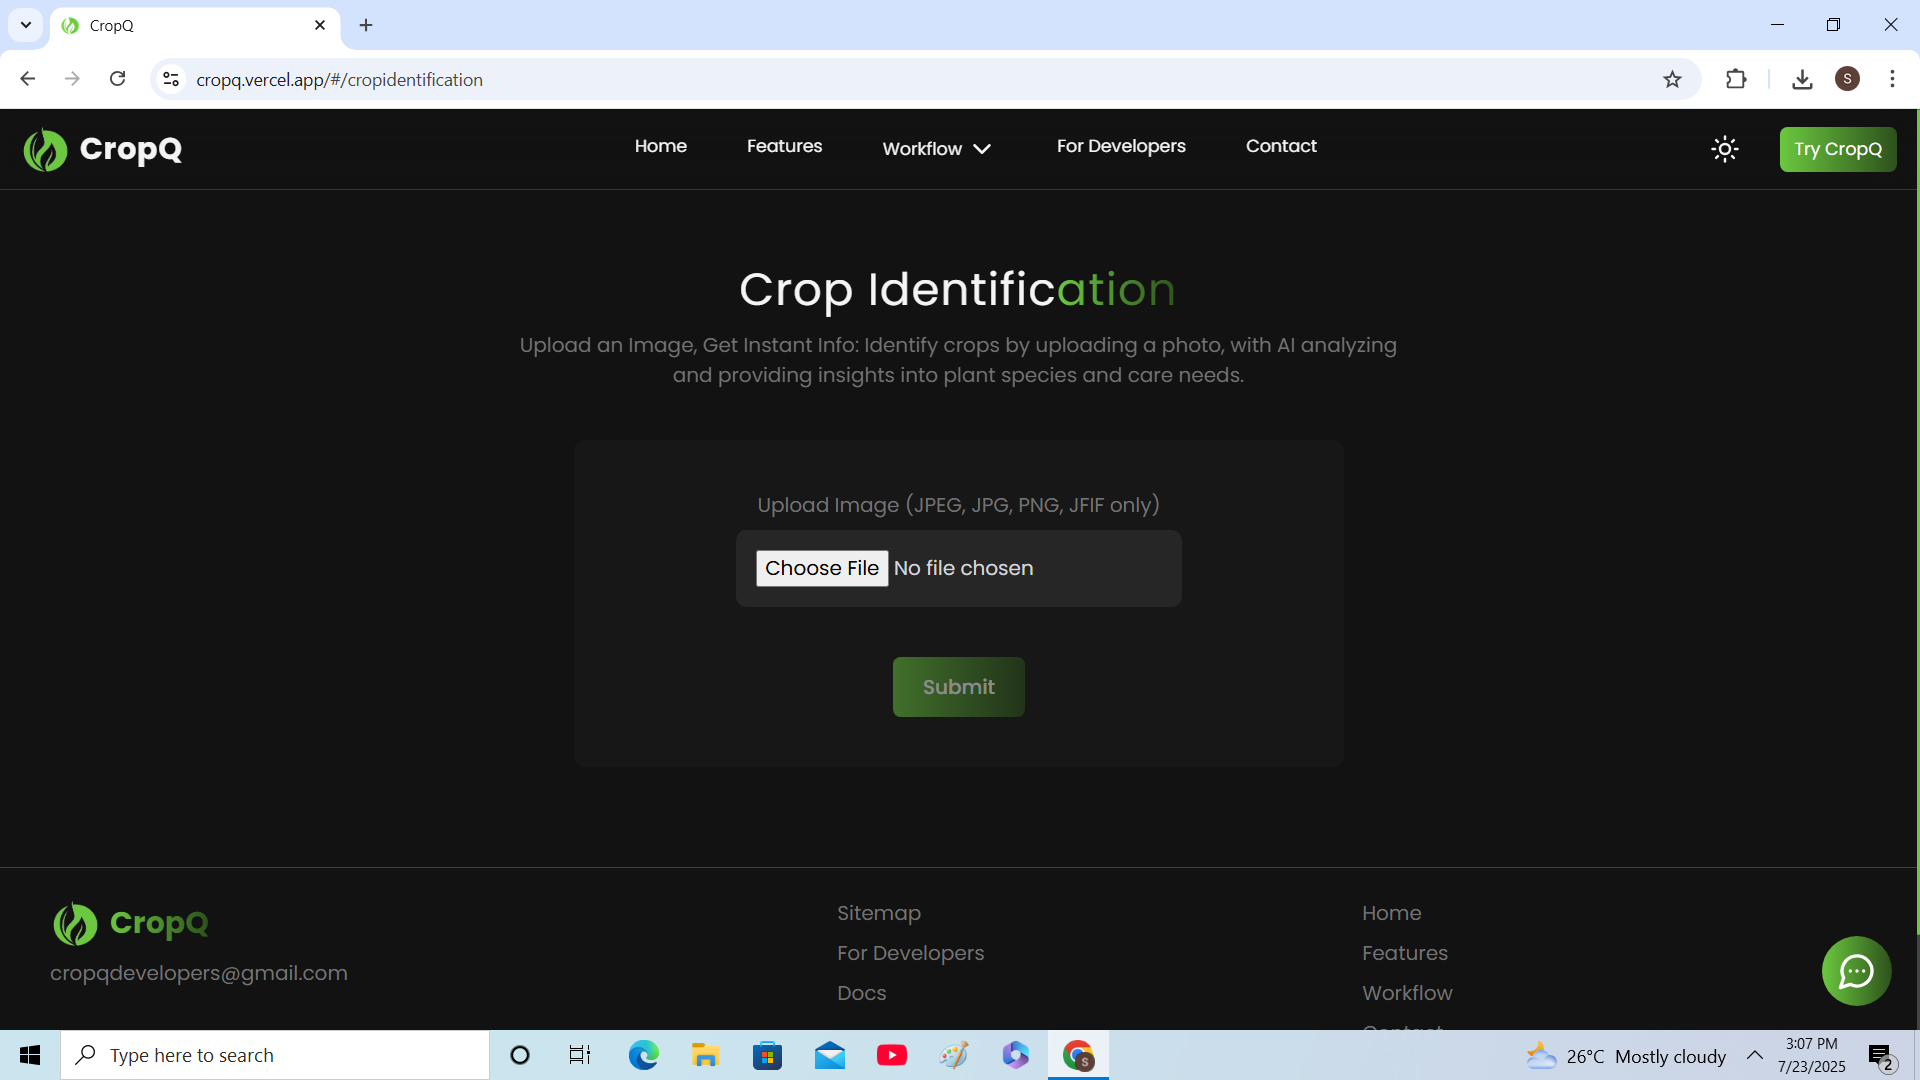 CropQ
cropq.vercel.app/#/cropidentification
S
CropQ
Home
Features
Workflow
For Developers
Contact
Try CropQ
Crop Identification
Upload an Image, Get Instant Info: Identify crops by uploading a photo, with AI analyzing
and providing insights into plant species and care needs.
Upload Image (JPEG, JPG, PNG, JFIF only)
Choose File No file chosen
Submit
CropQ
cropqdevelopers@gmail.com
Sitemap
For Developers
Docs
Home
Features
Workflow
Contact
Type here to search
S
26°C Mostly cloudy
3:07 PM
7/23/2025
2